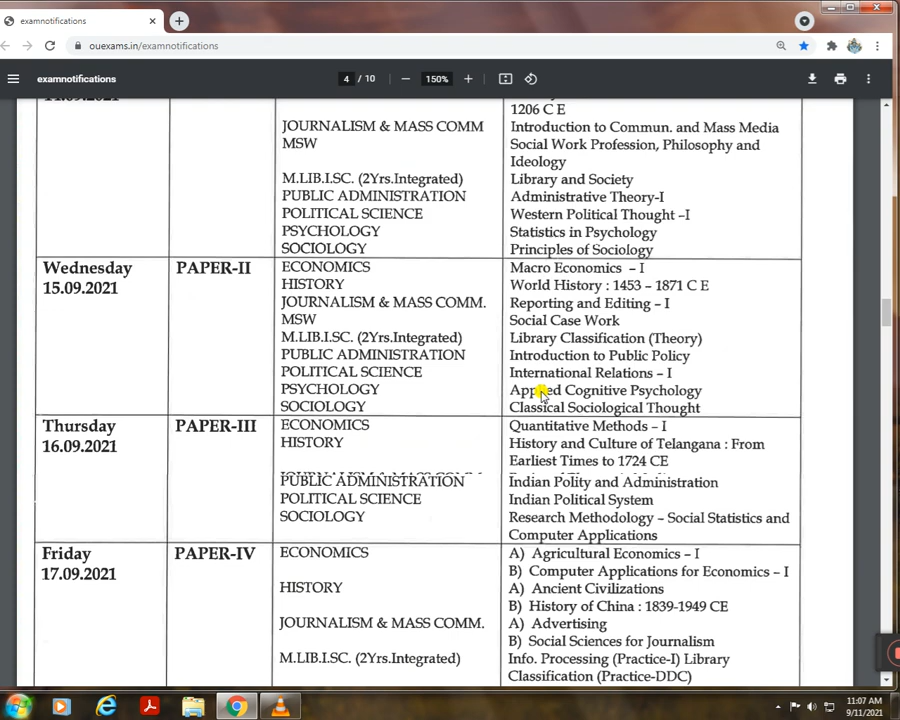 examnotifications
ouexams.in/examnotifications
examnotifications 4 / 10 150%
14.09.2021
1206 C E
JOURNALISM & MASS COMM Introduction to Commun. and Mass Media
MSW Social Work Profession, Philosophy and
Ideology
M.LIB.I.SC. (2Yrs.Integrated) Library and Society
PUBLIC ADMINISTRATION Administrative Theory-I
POLITICAL SCIENCE Western Political Thought –I
PSYCHOLOGY Statistics in Psychology
SOCIOLOGY Principles of Sociology
Wednesday PAPER-II ECONOMICS Macro Economics – I
15.09.2021 HISTORY World History : 1453 – 1871 C E
JOURNALISM & MASS COMM. Reporting and Editing – I
MSW Social Case Work
M.LIB.I.SC. (2Yrs.Integrated) Library Classification (Theory)
PUBLIC ADMINISTRATION Introduction to Public Policy
POLITICAL SCIENCE International Relations – I
PSYCHOLOGY Applied Cognitive Psychology
SOCIOLOGY Classical Sociological Thought
Thursday PAPER-III ECONOMICS Quantitative Methods – I
16.09.2021 HISTORY History and Culture of Telangana : From
Earliest Times to 1724 CE
PUBLIC ADMINISTRATION Indian Polity and Administration
POLITICAL SCIENCE Indian Political System
SOCIOLOGY Research Methodology – Social Statistics and
Computer Applications
Friday PAPER-IV ECONOMICS A) Agricultural Economics – I
17.09.2021 B) Computer Applications for Economics – I
HISTORY A) Ancient Civilizations
B) History of China : 1839-1949 CE
JOURNALISM & MASS COMM. A) Advertising
B) Social Sciences for Journalism
M.LIB.I.SC. (2Yrs.Integrated) Info. Processing (Practice-I) Library
Classification (Practice-DDC)
11:07 AM
9/11/2021